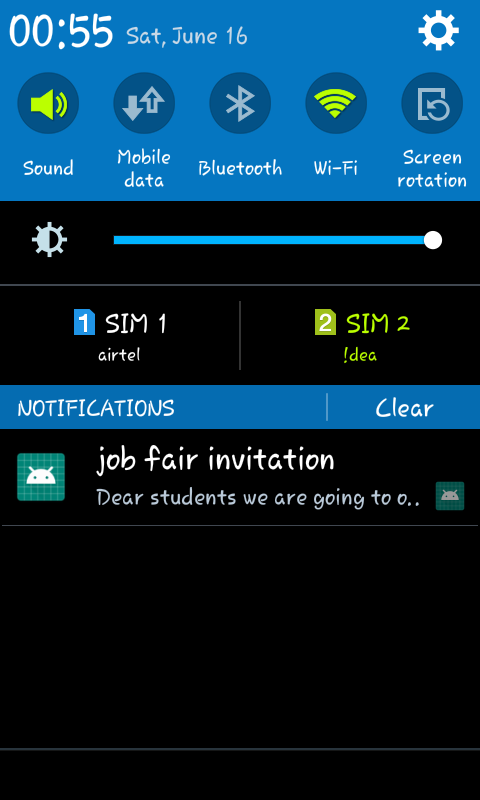 00:55 Sat, June 16
Sound
Mobile data
Bluetooth
Wi-Fi
Screen rotation
1 SIM 1
airtel
2 SIM 2
!dea
NOTIFICATIONS
Clear
job fair invitation
Dear students we are going to o..